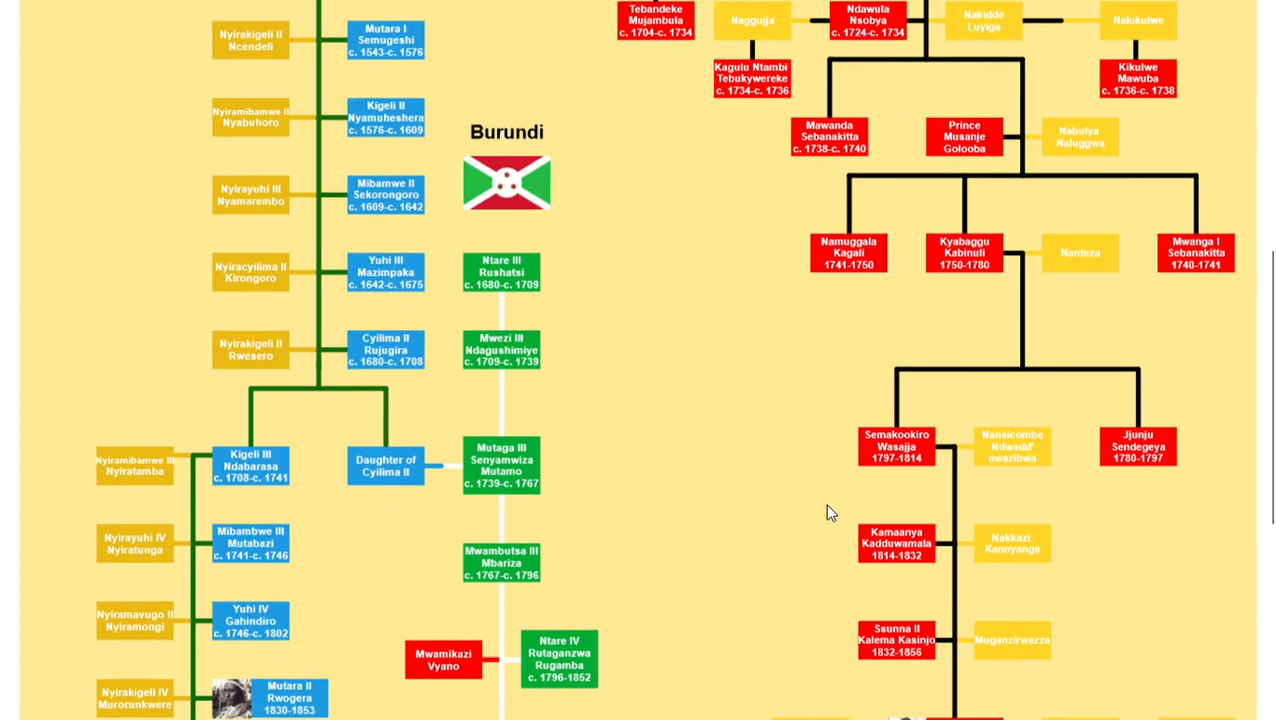 Nyirakigeli II
Ncendeli
Mutara I
Semugeshi
c. 1543-c. 1576
Nyiramibamwe II
Nyabuhoro
Kigeli II
Nyamuheshera
c. 1576-c. 1609
Nyirayuhi III
Nyamarembo
Mibamwe II
Sekorongoro
c. 1609-c. 1642
Nyiracyilima II
Kirongoro
Yuhi III
Mazimpaka
c. 1642-c. 1675
Nyirakigeli II
Rwesero
Cyilima II
Rujugira
c. 1680-c. 1708
Nyiramibamwe III
Nyiratamba
Kigeli III
Ndabarasa
c. 1708-c. 1741
Daughter of
Cyilima II
Nyirayuhi IV
Nyiratunga
Mibambwe III
Mutabazi
c. 1741-c. 1746
Nyiramavugo II
Nyiramongi
Yuhi IV
Gahindiro
c. 1746-c. 1802
Nyirakigeli IV
Murorunkwere
Mutara II
Rwogera
1830-c. 1853
Burundi
Ntare III
Rushatsi
c. 1680-c. 1709
Mwezi III
Ndagushimiye
c. 1709-c. 1739
Mutaga III
Senyamwiza
Mutamo
c. 1739-c. 1767
Mwambutsa III
Mbariza
c. 1767-c. 1796
Mwamikazi
Vyano
Ntare IV
Rutaganzwa
Rugamba
c. 1796-1852
Tebandeke
Mujambula
c. 1704-c. 1734
Naggujja
Ndawula
Nsobya
c. 1724-c. 1734
Nakidde
Luyiga
Nakikulwe
Kagulu Ntambi
Tebukywereke
c. 1734-c. 1736
Kikulwe
Mawuba
c. 1736-c. 1738
Mawanda
Sebanakitta
c. 1738-c. 1740
Prince
Musanje
Golooba
Nabulya
Naluggwa
Namuggala
Kagali
1741-1750
Kyabaggu
Kabinuli
1750-1780
Nanteza
Mwanga I
Sebanakitta
1740-1741
Semakookiro
Wasajja
1797-1814
Nansicombe
Ndwadd'
ewazibwa
Jjunju
Sendegeya
1780-1797
Kamaanya
Kadduwamala
1814-1832
Nakkazi
Kannyange
Ssunna II
Kalema Kasinjo
1832-1856
Muganzirwazza